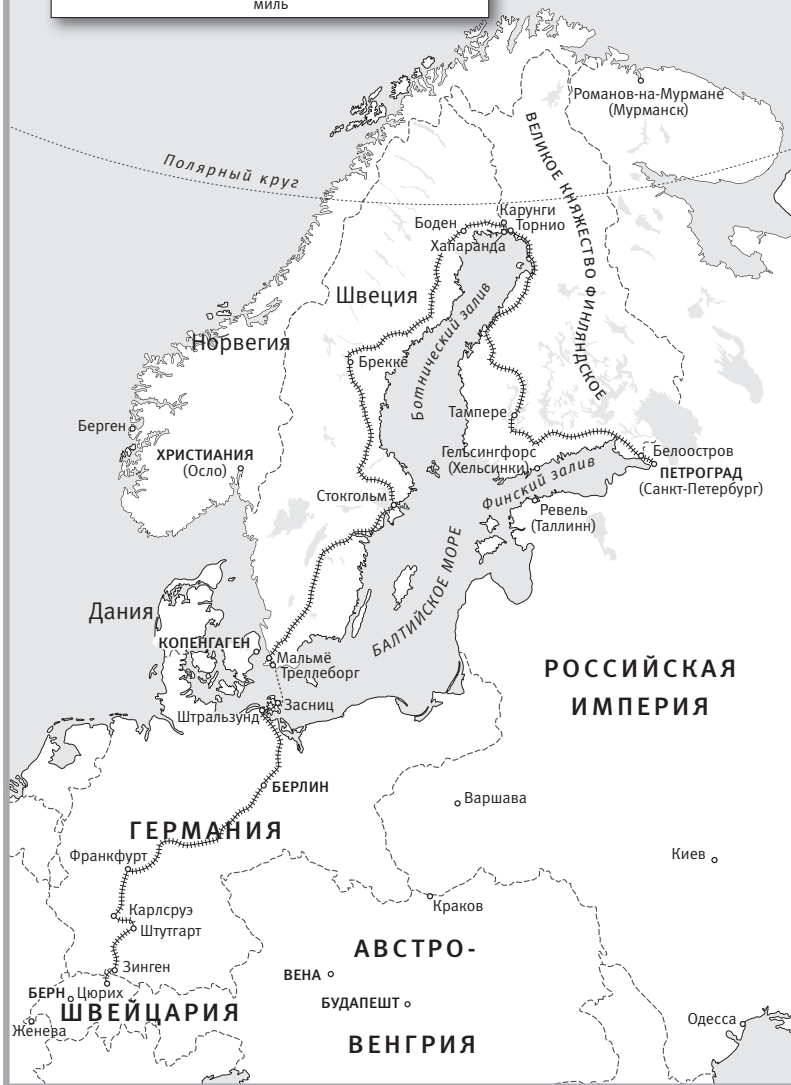 миль
Романов-на-Мурмане
(Мурманск)
Полярный круг
ВЕЛИКОЕ КНЯЖЕСТВО ФИНЛЯНДСКОЕ
Карунги
Боден
Торнио
Хапаранда
Швеция
Ботнический залив
Норвегия
Брекке
Тампере
Берген
ХРИСТИАНИЯ
(Осло)
Гельсингфорс
(Хельсинки)
Белоостров
ПЕТРОГРАД
(Санкт-Петербург)
Финский залив
Стокгольм
Ревель
(Таллинн)
БАЛТИЙСКОЕ МОРЕ
Дания
КОПЕНГАГЕН
Мальмё
Треллеборг
РОССИЙСКАЯ
ИМПЕРИЯ
Засниц
Штральзунд
БЕРЛИН
Варшава
ГЕРМАНИЯ
Франкфурт
Киев
Краков
Карлсруэ
Штутгарт
АВСТРО-
Зинген
ВЕНА
БЕРН
Цюрих
БУДАПЕШТ
ШВЕЙЦАРИЯ
Женева
Одесса
ВЕНГРИЯ